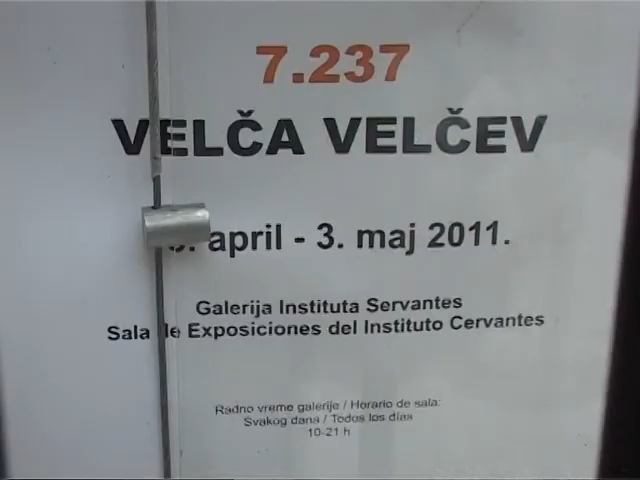 7.237
VELČA VELČEV
april - 3. maj 2011.
Galerija Instituta Servantes
Sala de Exposiciones del Instituto Cervantes
Radno vreme galerije / Horario de sala:
Svakog dana / Todos los días
10-21 h